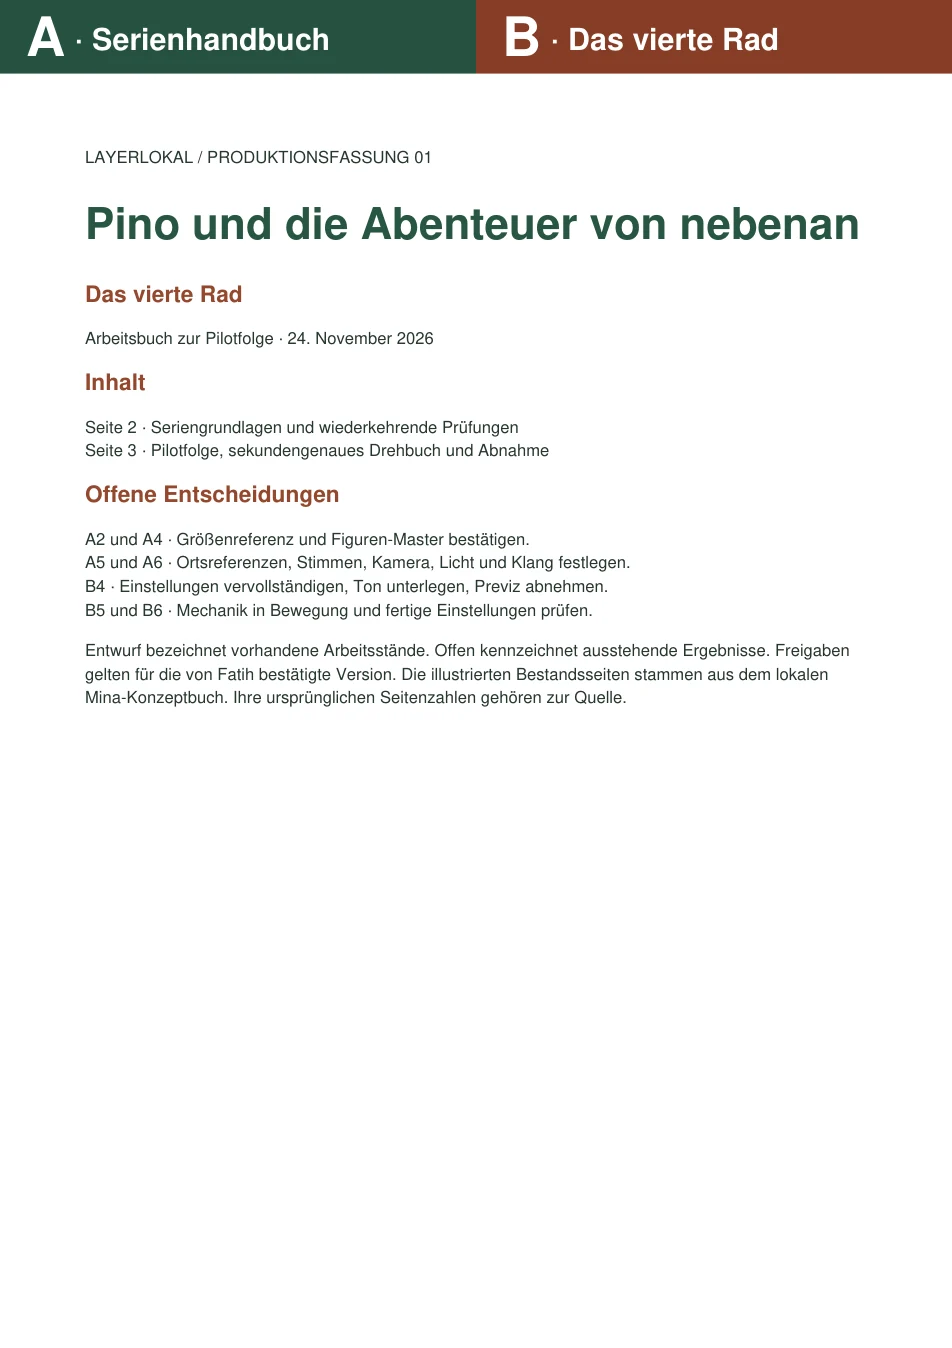 A · Serienhandbuch
B · Das vierte Rad
LAYERLOKAL / PRODUKTIONSFASSUNG 01
Pino und die Abenteuer von nebenan
Das vierte Rad
Arbeitsbuch zur Pilotfolge · 24. November 2026
Inhalt
Seite 2 · Seriengrundlagen und wiederkehrende Prüfungen
Seite 3 · Pilotfolge, sekundengenaues Drehbuch und Abnahme
Offene Entscheidungen
A2 und A4 · Größenreferenz und Figuren-Master bestätigen.
A5 und A6 · Ortsreferenzen, Stimmen, Kamera, Licht und Klang festlegen.
B4 · Einstellungen vervollständigen, Ton unterlegen, Previz abnehmen.
B5 und B6 · Mechanik in Bewegung und fertige Einstellungen prüfen.
Entwurf bezeichnet vorhandene Arbeitsstände. Offen kennzeichnet ausstehende Ergebnisse. Freigaben
gelten für die von Fatih bestätigte Version. Die illustrierten Bestandsseiten stammen aus dem lokalen
Mina-Konzeptbuch. Ihre ursprünglichen Seitenzahlen gehören zur Quelle.